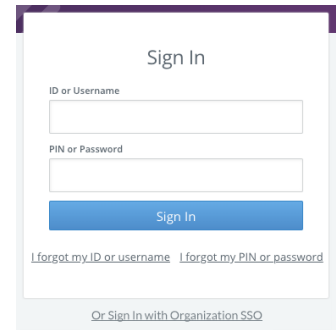 Sign In
ID or Username
PIN or Password
Sign In
I forgot my ID or username I forgot my PIN or password
Or Sign In with Organization SSO